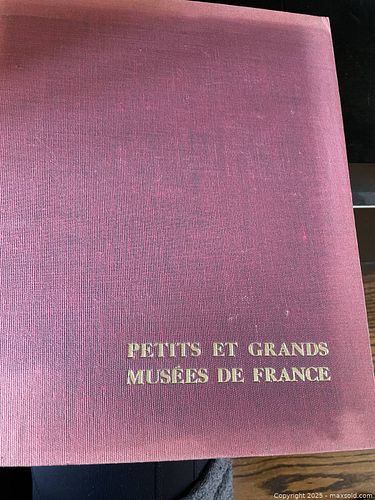 PETITS ET GRANDS
MUSÉES DE FRANCE
Copyright 2025 - maxsold.com